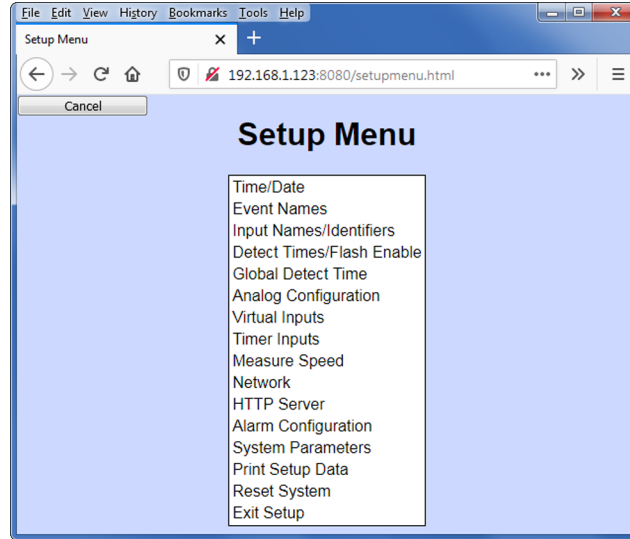 File Edit View History Bookmarks Tools Help
Setup Menu
192.168.1.123:8080/setupmenu.html
Cancel
Setup Menu
Time/Date
Event Names
Input Names/Identifiers
Detect Times/Flash Enable
Global Detect Time
Analog Configuration
Virtual Inputs
Timer Inputs
Measure Speed
Network
HTTP Server
Alarm Configuration
System Parameters
Print Setup Data
Reset System
Exit Setup